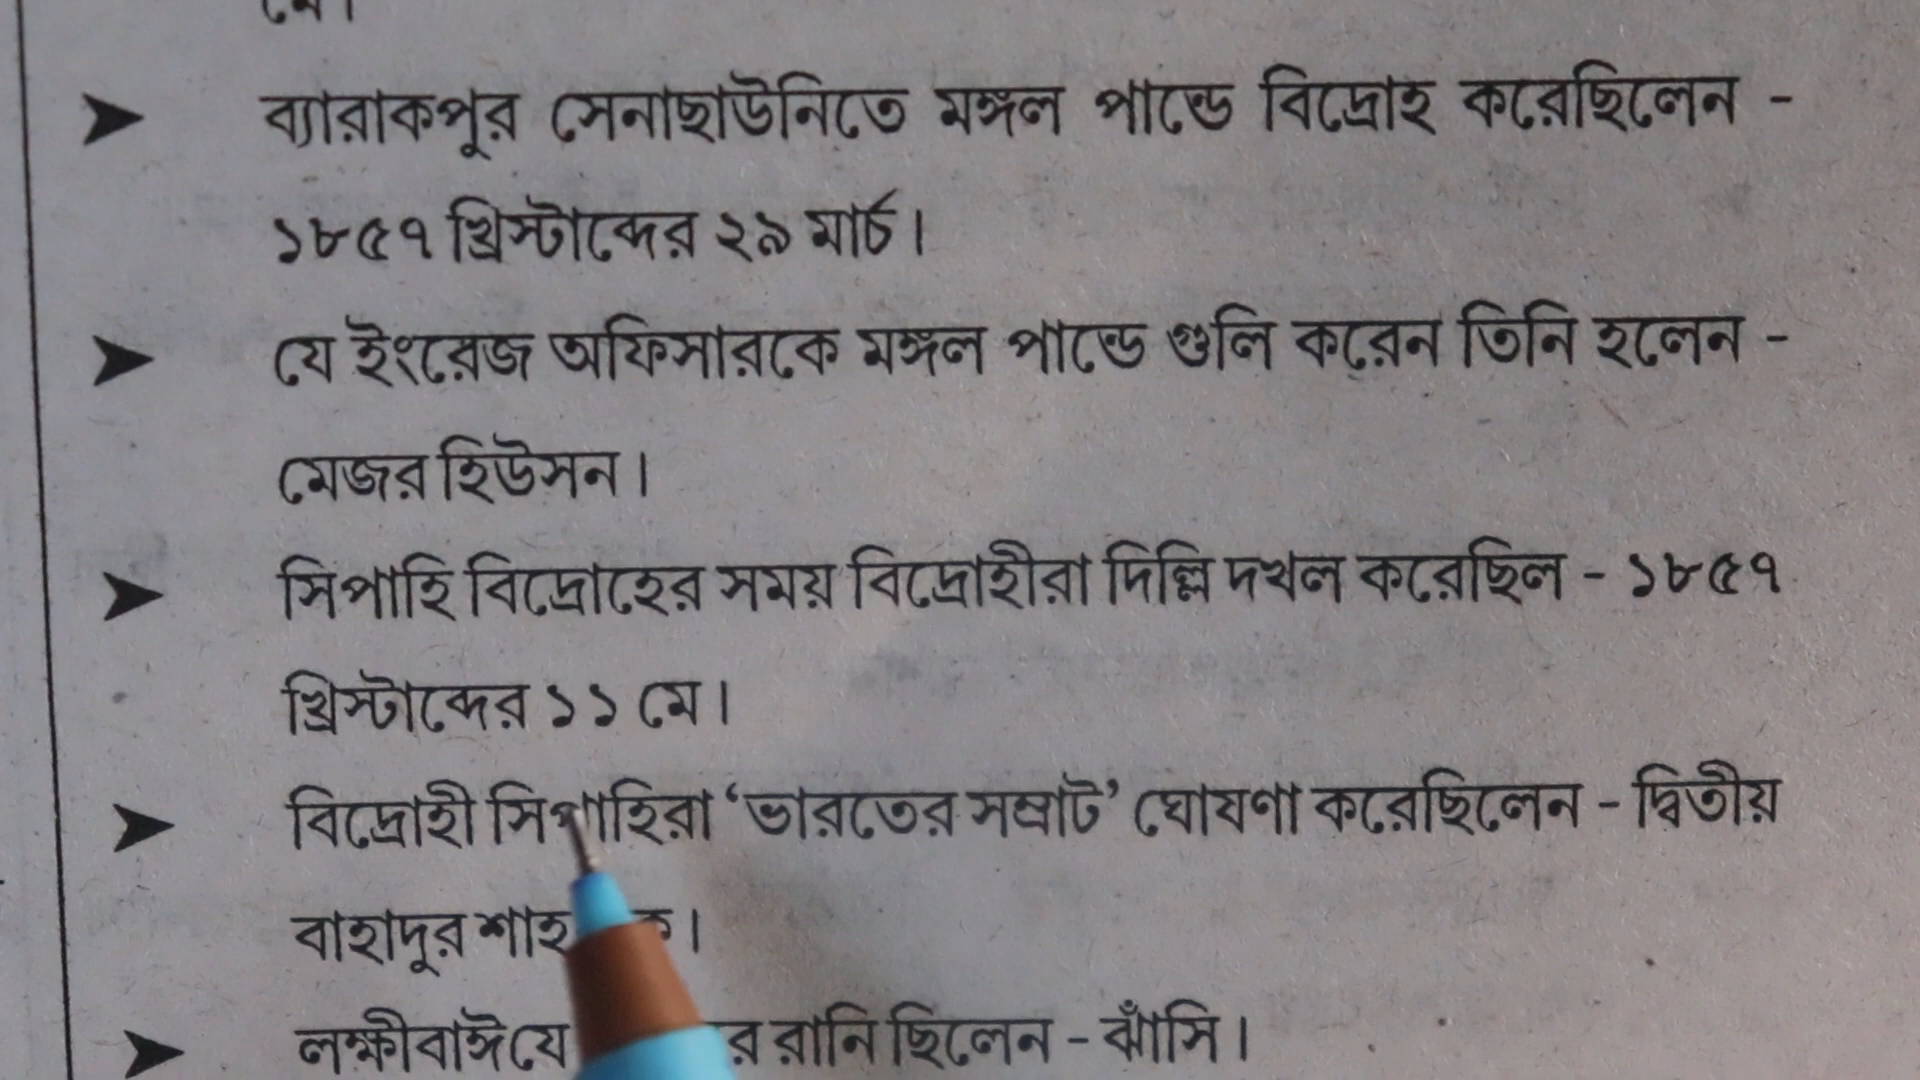 ব্যারাকপুর সেনাছাউনিতে মঙ্গল পান্ডে বিদ্রোহ করেছিলেন -
১৮৫৭ খ্রিস্টাব্দের ২৯ মার্চ।
যে ইংরেজ অফিসারকে মঙ্গল পান্ডে গুলি করেন তিনি হলেন -
মেজর হিউসন।
সিপাহি বিদ্রোহের সময় বিদ্রোহীরা দিল্লি দখল করেছিল - ১৮৫৭
খ্রিস্টাব্দের ১১ মে।
বিদ্রোহী সিপাহিরা ‘ভারতের সম্রাট’ ঘোষণা করেছিলেন - দ্বিতীয়
বাহাদুর
লক্ষীবাঈ যে রানি ছিলেন - ঝাঁসি।